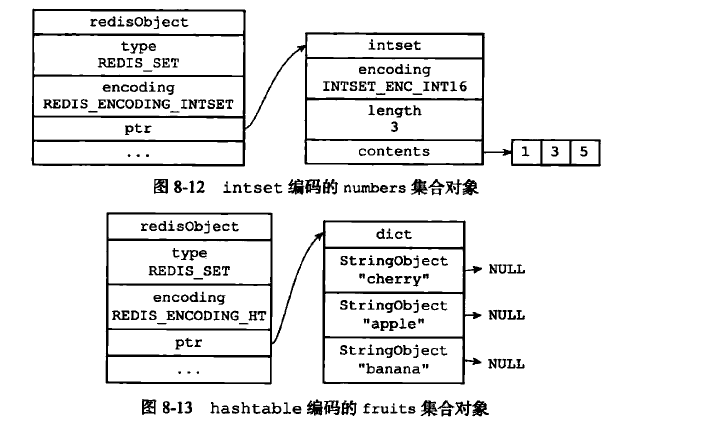 redisObject
type
REDIS_SET
encoding
REDIS_ENCODING_INTSET
ptr
...
intset
encoding
INTSET_ENC_INT16
length
3
contents
1 3 5
图 8-12 intset 编码的 numbers 集合对象
redisObject
type
REDIS_SET
encoding
REDIS_ENCODING_HT
ptr
...
dict
StringObject
"cherry"
NULL
StringObject
"apple"
NULL
StringObject
"banana"
NULL
图 8-13 hashtable 编码的 fruits 集合对象